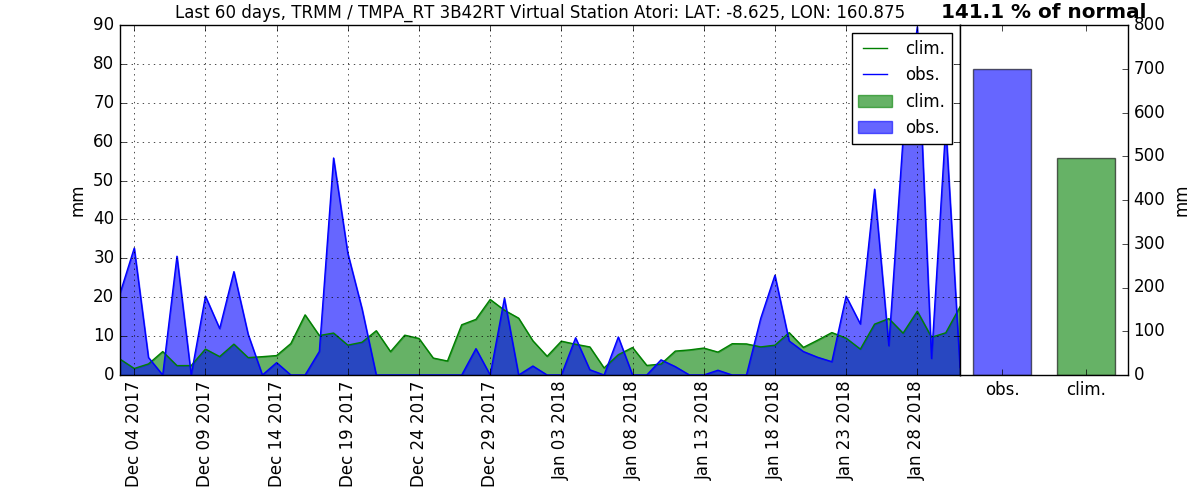 Last 60 days, TRMM / TMPA_RT 3B42RT Virtual Station Atori: LAT: -8.625, LON: 160.875
141.1 % of normal
90
80
70
60
50
40
30
20
10
0
mm
clim.
obs.
clim.
obs.
800
700
600
500
400
300
200
100
0
mm
Dec 04 2017
Dec 09 2017
Dec 14 2017
Dec 19 2017
Dec 24 2017
Dec 29 2017
Jan 03 2018
Jan 08 2018
Jan 13 2018
Jan 18 2018
Jan 23 2018
Jan 28 2018
obs.
clim.